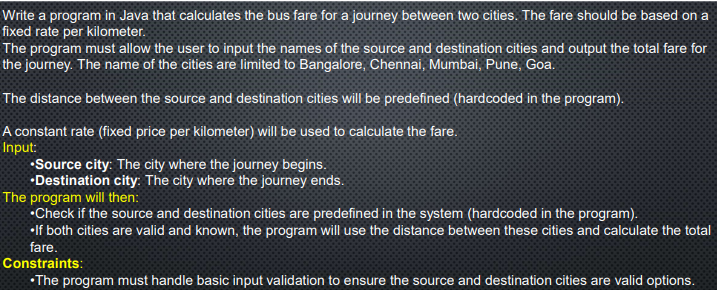 Write a program in Java that calculates the bus fare for a journey between two cities. The fare should be based on a
fixed rate per kilometer.
The program must allow the user to input the names of the source and destination cities and output the total fare for
the journey. The name of the cities are limited to Bangalore, Chennai, Mumbai, Pune, Goa.
The distance between the source and destination cities will be predefined (hardcoded in the program).
A constant rate (fixed price per kilometer) will be used to calculate the fare.
Input:
•Source city: The city where the journey begins.
•Destination city: The city where the journey ends.
The program will then:
•Check if the source and destination cities are predefined in the system (hardcoded in the program).
•If both cities are valid and known, the program will use the distance between these cities and calculate the total
fare.
Constraints:
•The program must handle basic input validation to ensure the source and destination cities are valid options.